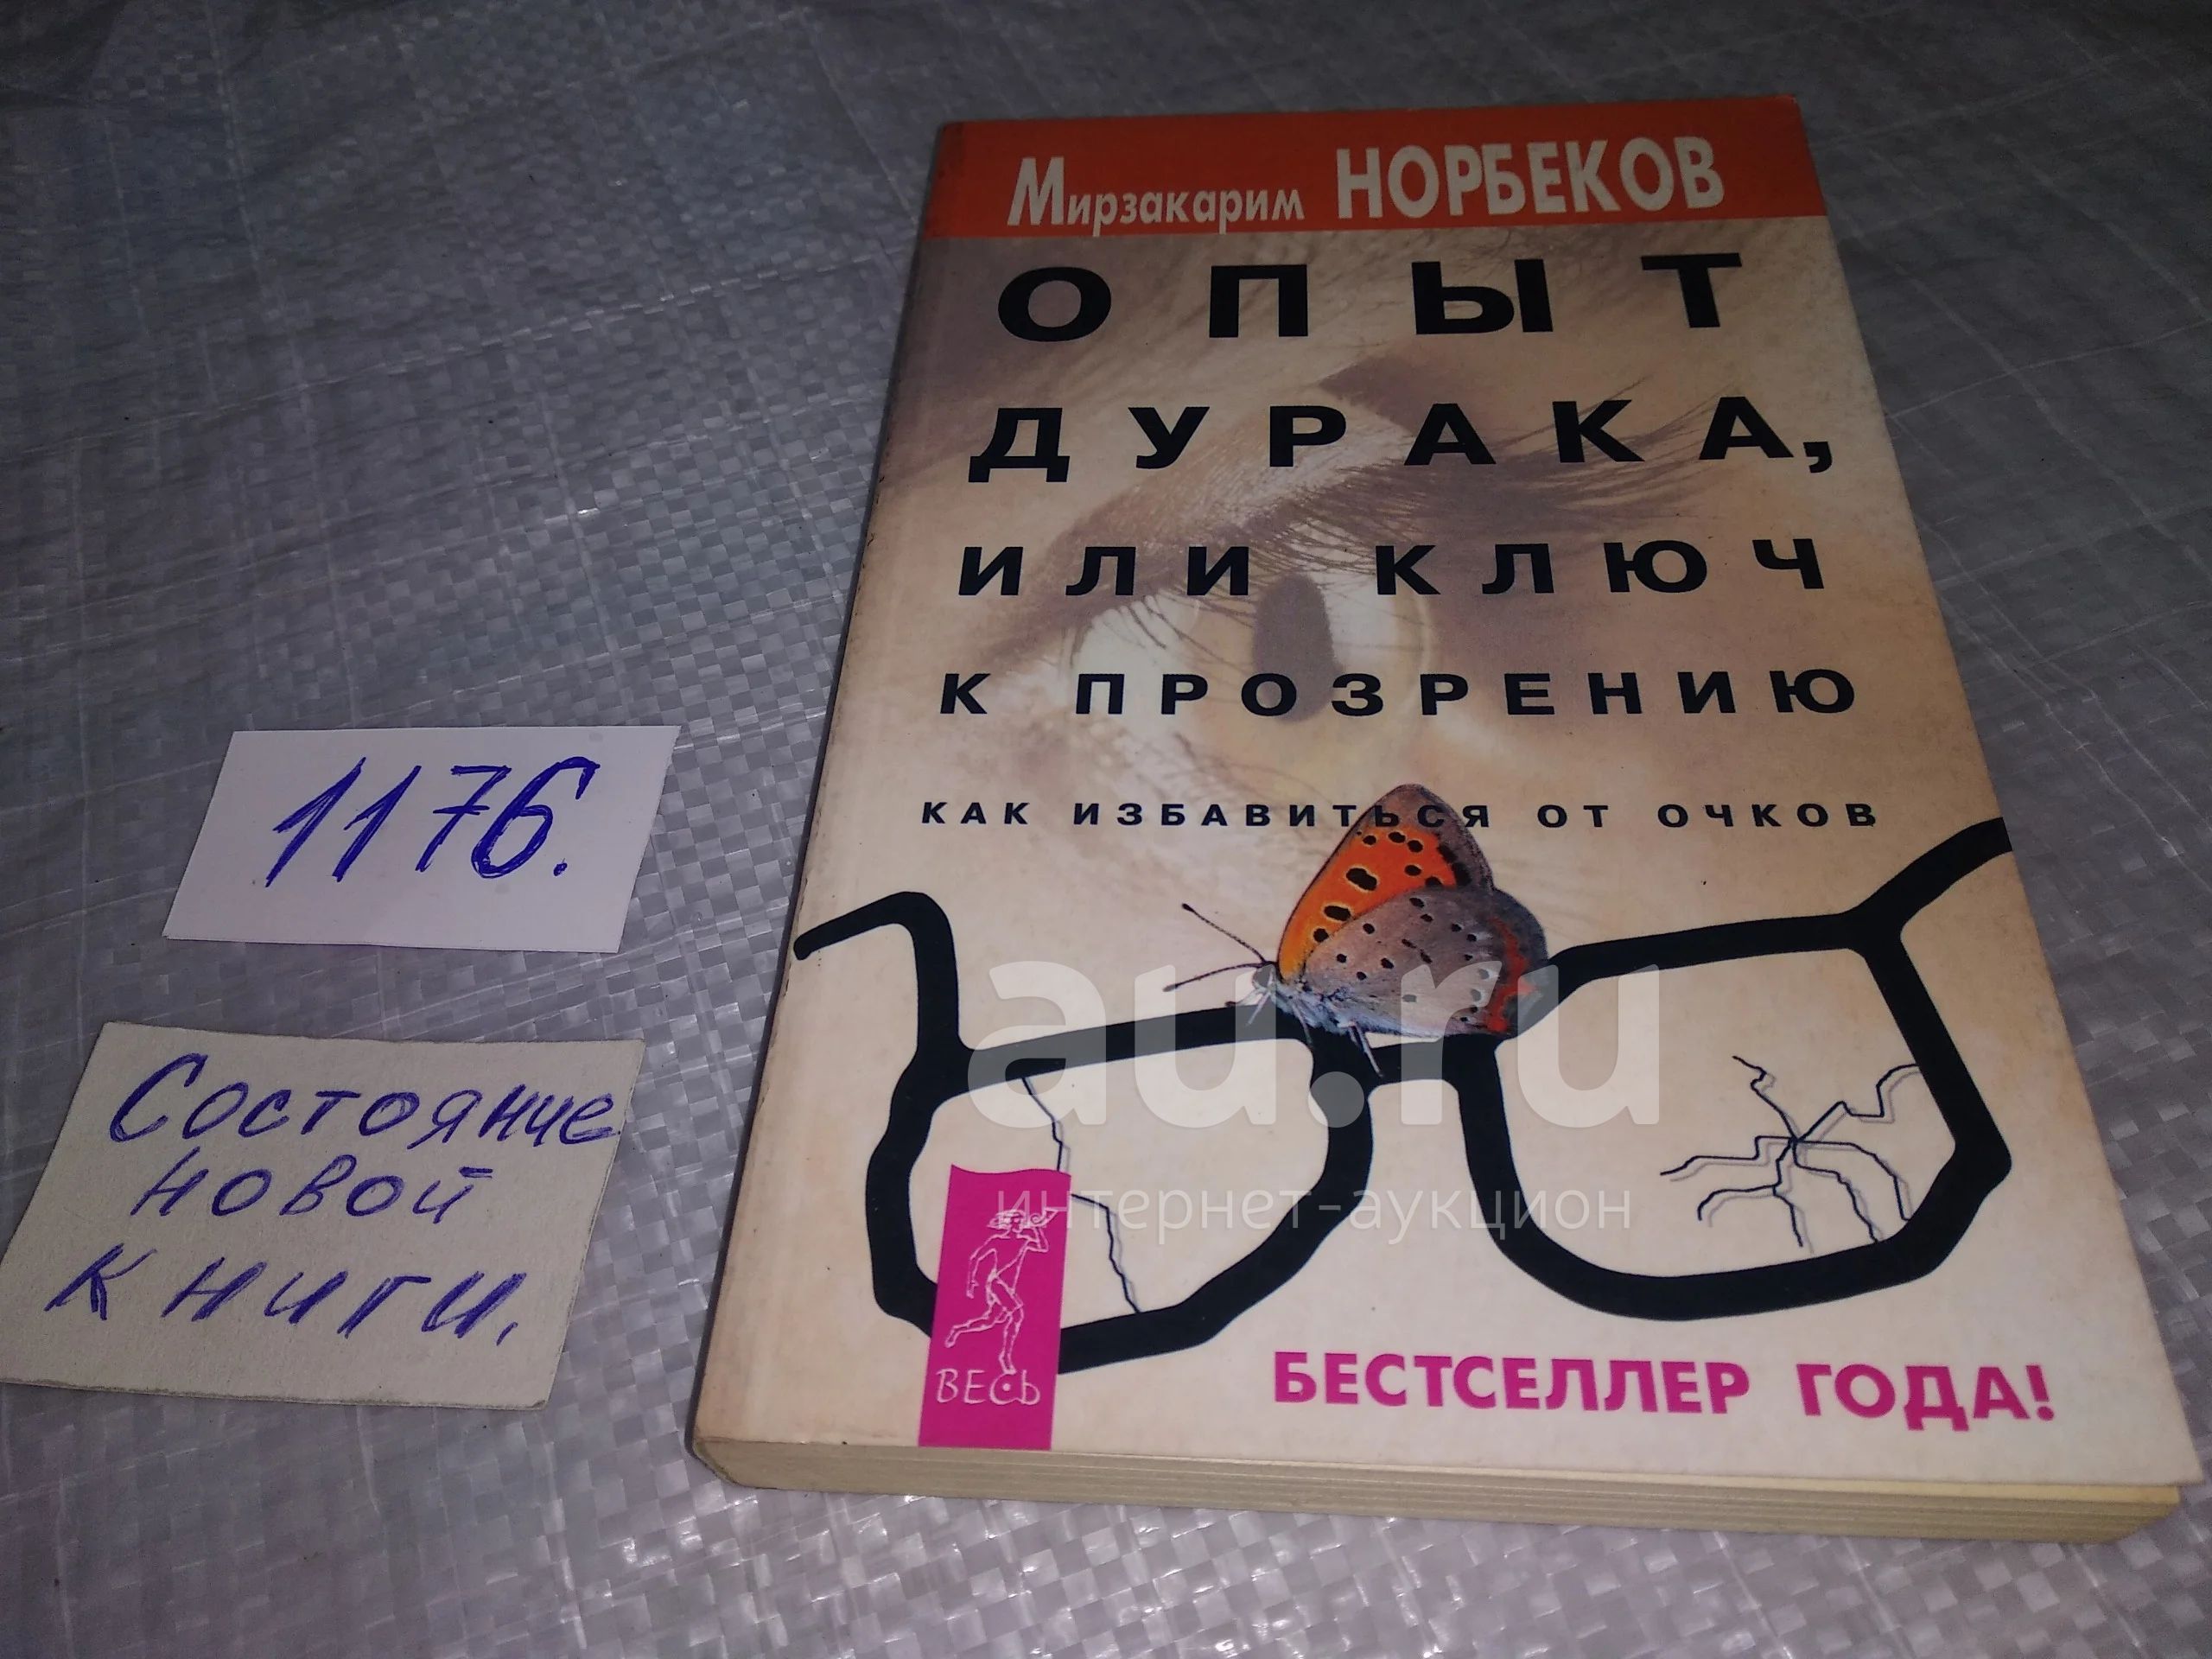 Мирзакарим НОРБЕКОВ
ОПЫТ
ДУРАКА,
ИЛИ КЛЮЧ
К ПРОЗРЕНИЮ
КАК ИЗБАВИТЬСЯ ОТ ОЧКОВ
1176.
au.ru
интернет-аукцион
Состояние
новой
книги.
ВЕСЬ
БЕСТСЕЛЛЕР ГОДА!